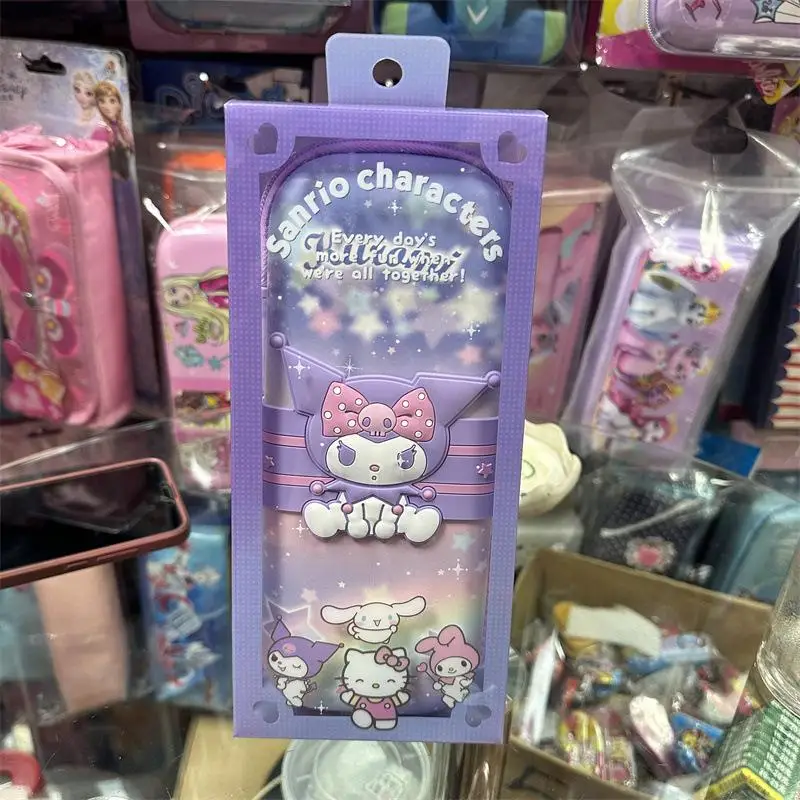 Sanrio characters
Every day's
more fun when
we're all together!